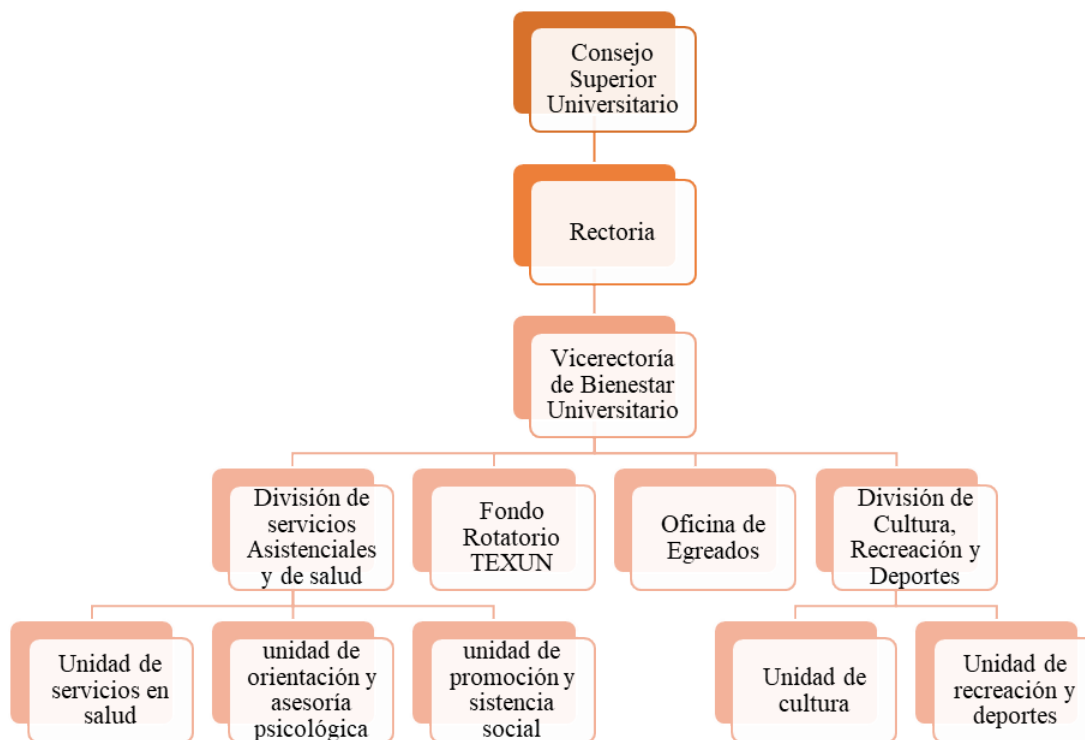 Consejo
Superior
Universitario
Rectoria
Vicerectoría
de Bienestar
Universitario
División de
servicios
Asistenciales
y de salud
Fondo
Rotatorio
TEXUN
Oficina de
Egreados
División de
Cultura,
Recreación y
Deportes
Unidad de
servicios en
salud
unidad de
orientación y
asesoría
psicológica
unidad de
promoción y
sistencia
social
Unidad de
cultura
Unidad de
recreación y
deportes